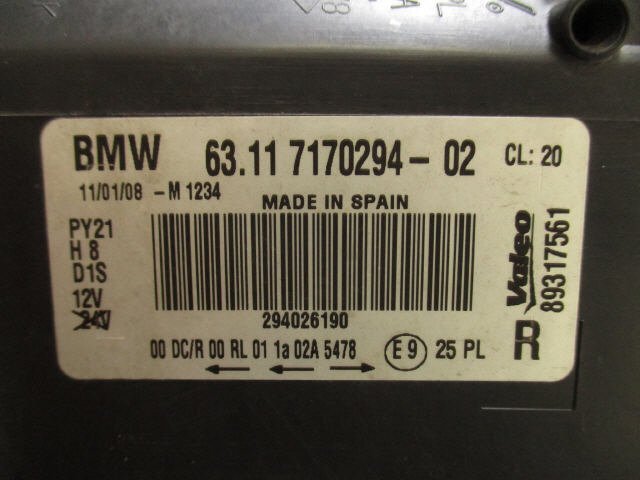 BMW 63.11 7170294-02 CL: 20
11/01/08 -M 1234
MADE IN SPAIN
PY21
H 8
D1S
12V
24V
294026190
00 DC/R 00 RL 01 1a 02A 5478 E 9 25 PL
Valeo
89317561
R